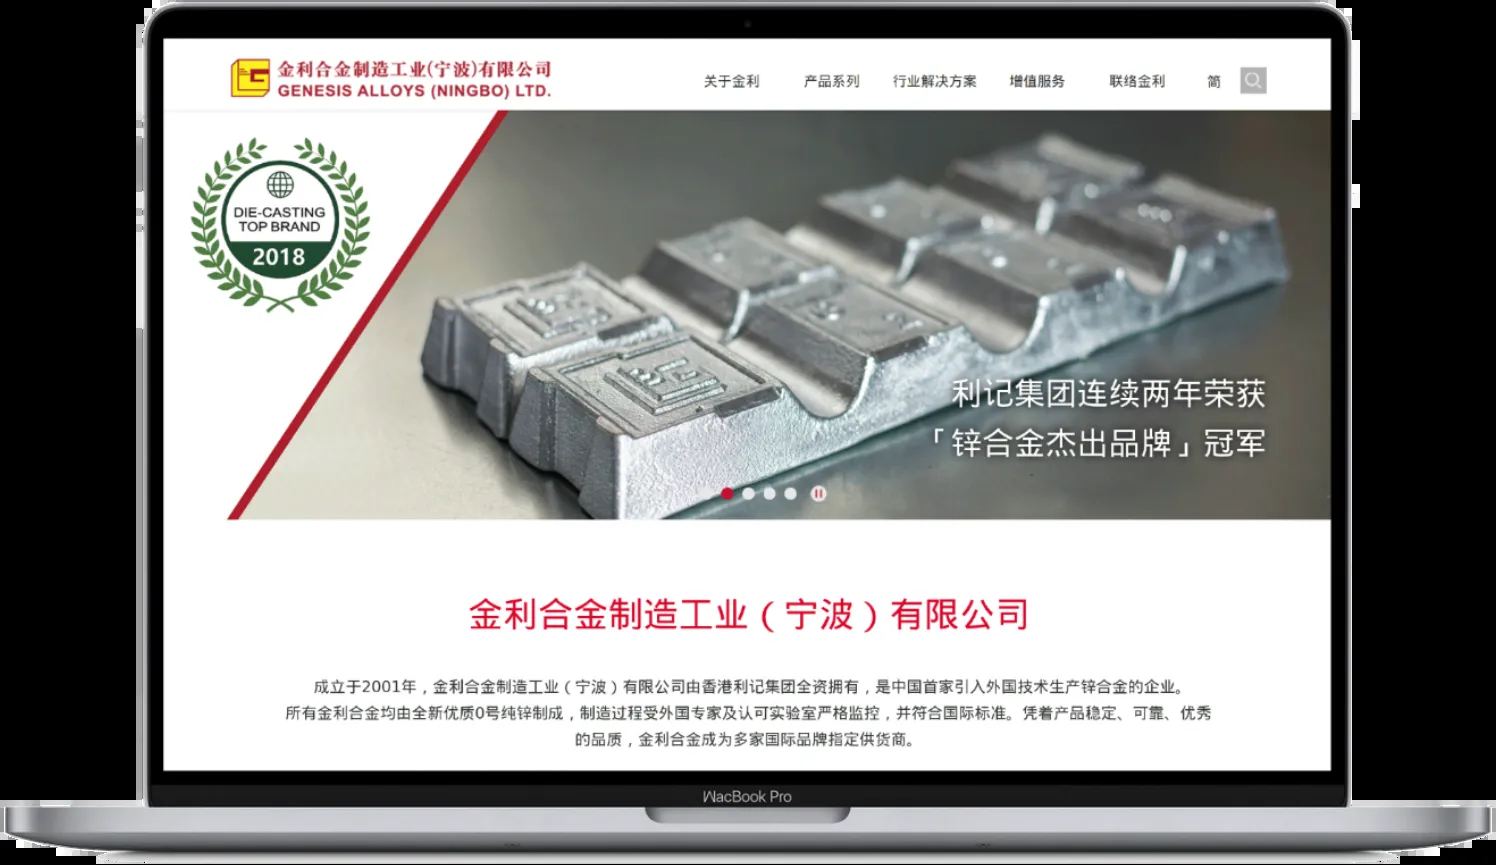 金利合金制造工业(宁波)有限公司
GENESIS ALLOYS (NINGBO) LTD.
关于金利 产品系列 行业解决方案 增值服务 联络金利 简
DIE-CASTING
TOP BRAND
2018
利记集团连续两年荣获
「锌合金杰出品牌」冠军
金利合金制造工业（宁波）有限公司
成立于2001年，金利合金制造工业（宁波）有限公司由香港利记集团全资拥有，是中国首家引入外国技术生产锌合金的企业。
所有金利合金均由全新优质0号纯锌制成，制造过程受外国专家及认可实验室严格监控，并符合国际标准。凭着产品稳定、可靠、优秀
的品质，金利合金成为多家国际品牌指定供货商。
MacBook Pro